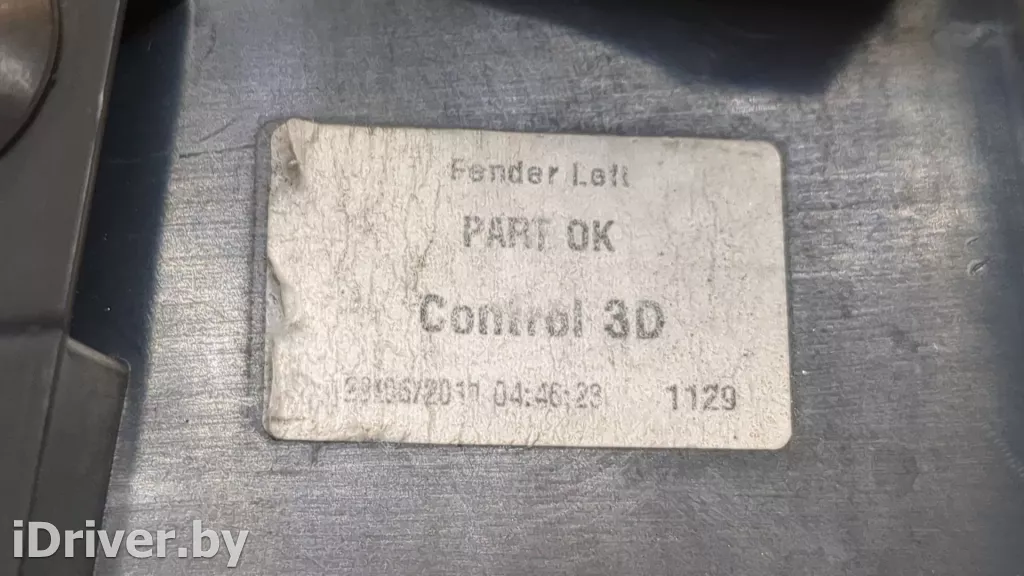 Fender Left
PART OK
Control 3D
04:46:23 1129
iDriver.by